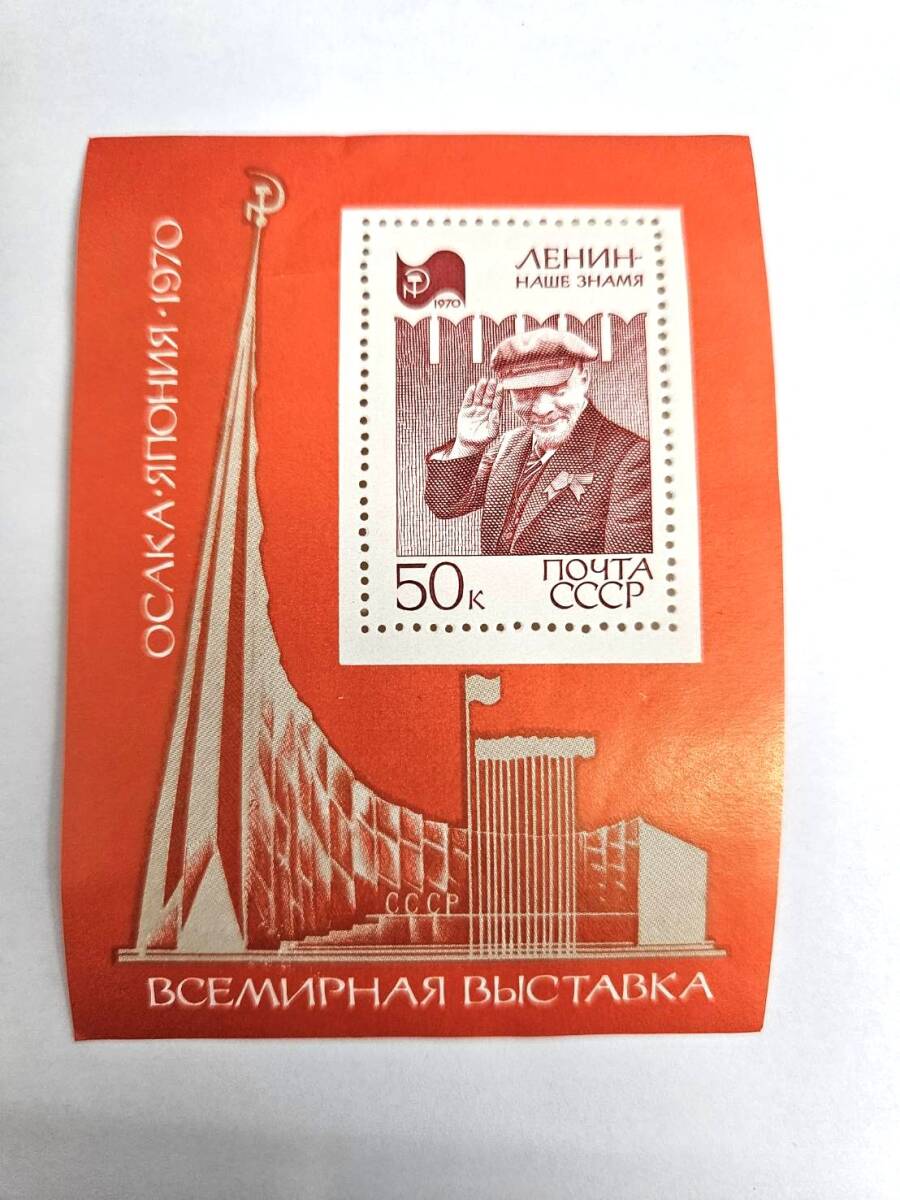 ОСАКА·ЯПОНИЯ·1970
ЛЕНИН-
НАШЕ ЗНАМЯ
1970
50к
ПОЧТА
СССР
СССР
ВСЕМИРНАЯ ВЫСТАВКА